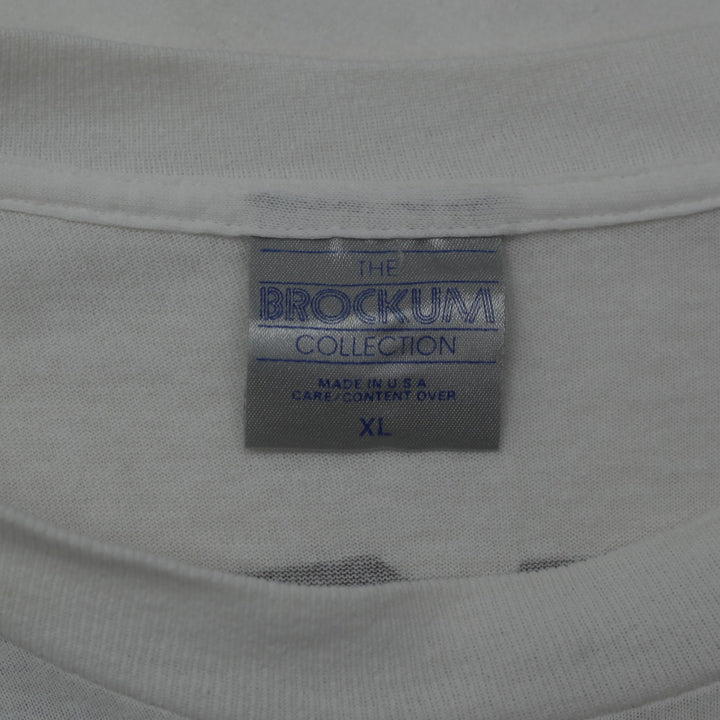 THE
BROCKUM
COLLECTION
MADE IN U S A
CARE/CONTENT OVER
XL